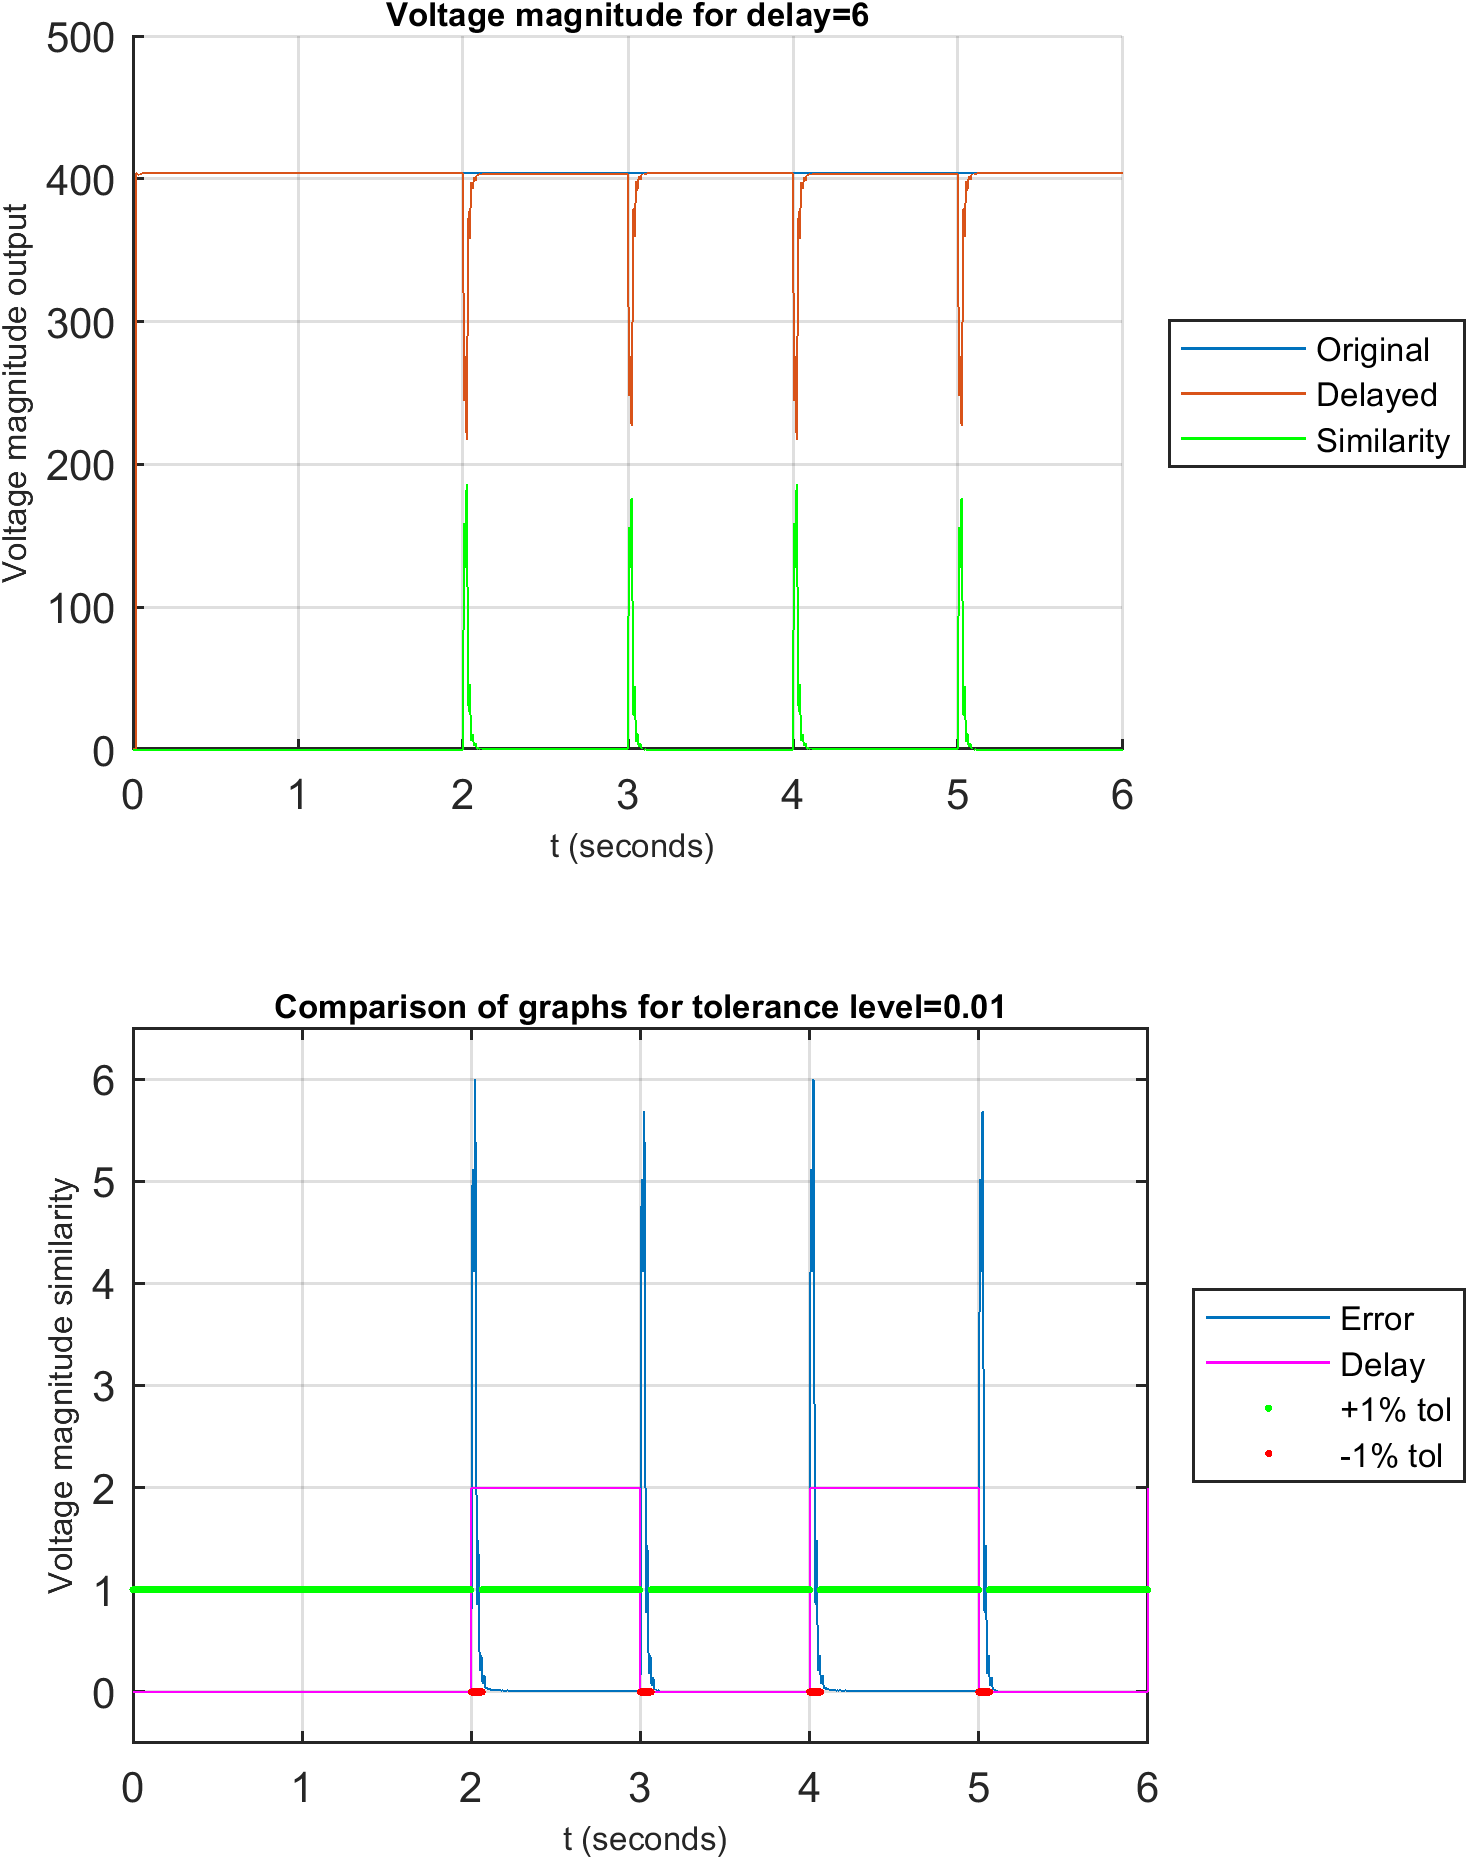 Voltage magnitude for delay=6
500
400
300
200
100
0
Voltage magnitude output
0 1 2 3 4 5 6
t (seconds)
Original
Delayed
Similarity
Comparison of graphs for tolerance level=0.01
6
5
4
3
2
1
0
Voltage magnitude similarity
0 1 2 3 4 5 6
t (seconds)
Error
Delay
+1% tol
-1% tol